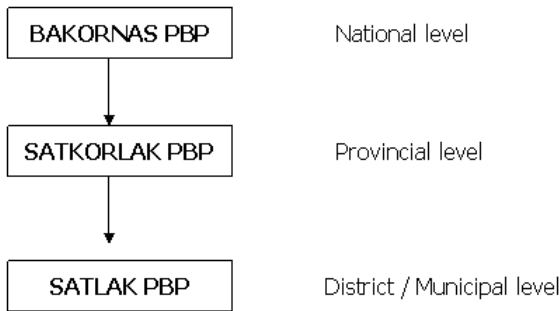 BAKORNAS PBP National level
SATKORLAK PBP Provincial level
SATLAK PBP District / Municipal level